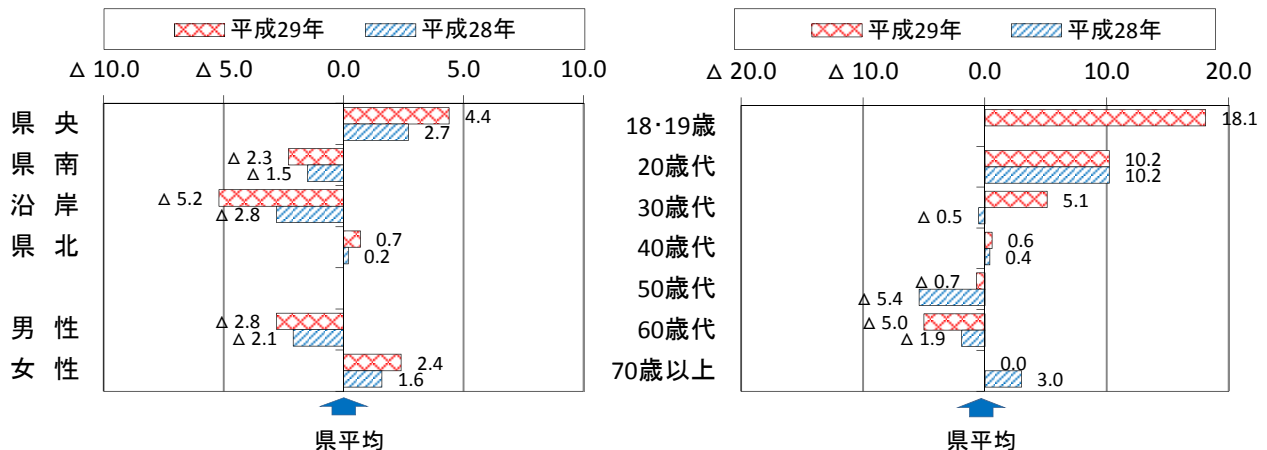 平成29年 平成28年
△ 10.0 △ 5.0 0.0 5.0 10.0
県 央 4.4
2.7
県 南 △ 2.3
△ 1.5
沿 岸 △ 5.2
△ 2.8
県 北 0.7
0.2
男 性 △ 2.8
△ 2.1
女 性 2.4
1.6
県平均
平成29年 平成28年
△ 20.0 △ 10.0 0.0 10.0 20.0
18・19歳 18.1
20歳代 10.2
10.2
30歳代 5.1
△ 0.5
40歳代 0.6
0.4
50歳代 △ 0.7
△ 5.4
60歳代 △ 5.0
△ 1.9
70歳以上 0.0
3.0
県平均